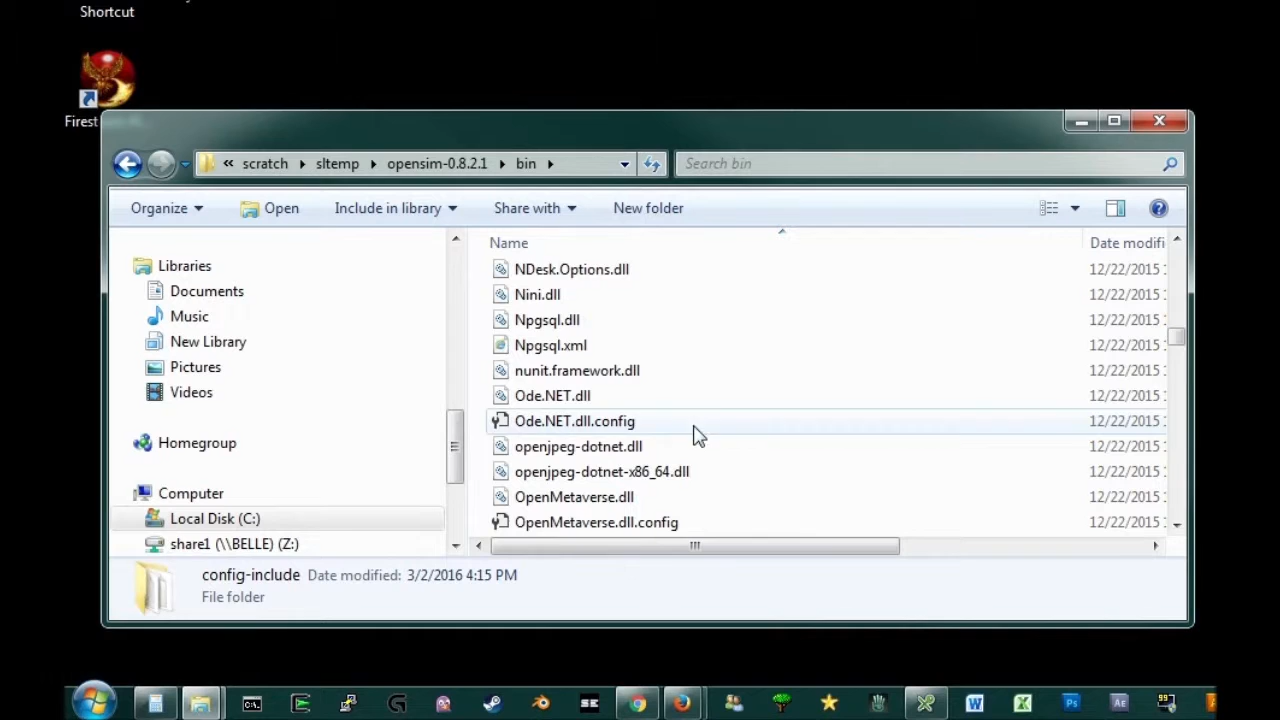 Shortcut
Firest
« scratch sltemp opensim-0.8.2.1 bin
Search bin
Organize Open Include in library Share with New folder
Name Date modifi
Libraries
Documents
Music
New Library
Pictures
Videos
Homegroup
Computer
Local Disk (C:)
share1 (\\BELLE) (Z:)
NDesk.Options.dll 12/22/2015
Nini.dll 12/22/2015
Npgsql.dll 12/22/2015
Npgsql.xml 12/22/2015
nunit.framework.dll 12/22/2015
Ode.NET.dll 12/22/2015
Ode.NET.dll.config 12/22/2015
openjpeg-dotnet.dll 12/22/2015
openjpeg-dotnet-x86_64.dll 12/22/2015
OpenMetaverse.dll 12/22/2015
OpenMetaverse.dll.config 12/22/2015
config-include Date modified: 3/2/2016 4:15 PM
File folder